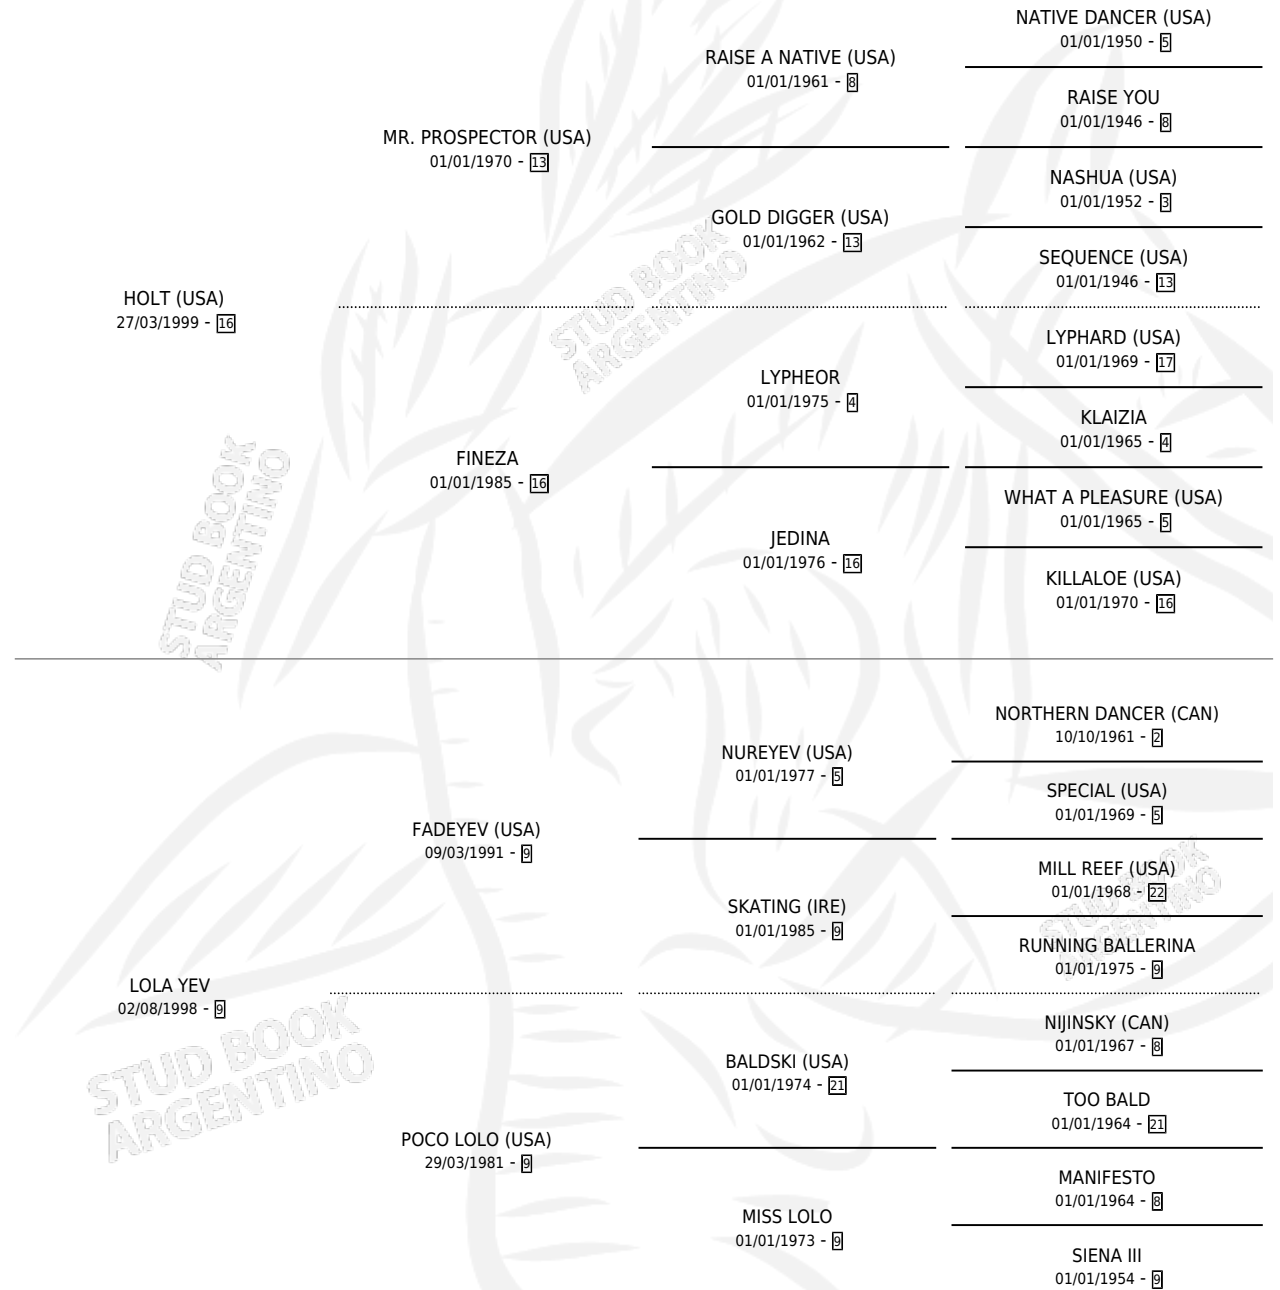 NATIVE DANCER (USA)
01/01/1950 - 5
RAISE A NATIVE (USA)
01/01/1961 - 8
RAISE YOU
01/01/1946 - 8
MR. PROSPECTOR (USA)
01/01/1970 - 13
NASHUA (USA)
01/01/1952 - 3
GOLD DIGGER (USA)
01/01/1962 - 13
SEQUENCE (USA)
01/01/1946 - 13
HOLT (USA)
27/03/1999 - 16
STUD BOOK
ARGENTINO
LYPHARD (USA)
01/01/1969 - 17
LYPHEOR
01/01/1975 - 4
KLAIZIA
01/01/1965 - 4
FINEZA
01/01/1985 - 16
STUD BOOK
ARGENTINO
WHAT A PLEASURE (USA)
01/01/1965 - 5
JEDINA
01/01/1976 - 16
KILLALOE (USA)
01/01/1970 - 16
NORTHERN DANCER (CAN)
10/10/1961 - 2
NUREYEV (USA)
01/01/1977 - 5
SPECIAL (USA)
01/01/1969 - 5
FADEYEV (USA)
09/03/1991 - 9
MILL REEF (USA)
01/01/1968 - 22
STUD BOOK
ARGENTINO
SKATING (IRE)
01/01/1985 - 9
RUNNING BALLERINA
01/01/1975 - 9
LOLA YEV
02/08/1998 - 9
STUD BOOK
ARGENTINO
NIJINSKY (CAN)
01/01/1967 - 8
BALDSKI (USA)
01/01/1974 - 21
TOO BALD
01/01/1964 - 21
POCO LOLO (USA)
29/03/1981 - 9
MANIFESTO
01/01/1964 - 8
MISS LOLO
01/01/1973 - 9
SIENA III
01/01/1954 - 9